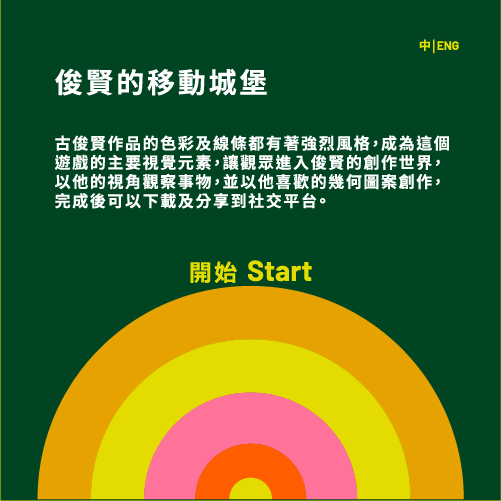 中|ENG
俊賢的移動城堡
古俊賢作品的色彩及線條都有著強烈風格，成為這個
遊戲的主要視覺元素，讓觀眾進入俊賢的創作世界，
以他的視角觀察事物，並以他喜歡的幾何圖案創作，
完成後可以下載及分享到社交平台。
開始 Start